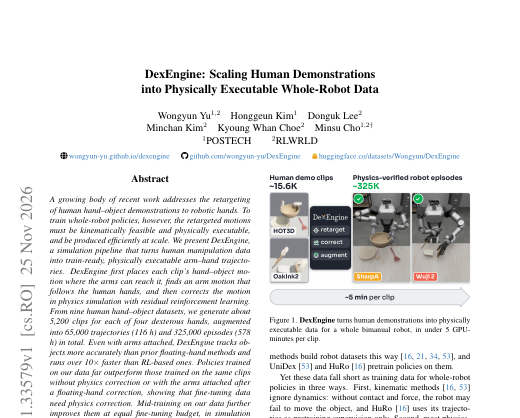 DexEngine: Scaling Human Demonstrations
into Physically Executable Whole-Robot Data
Wongyun Yu1,2 Honggeun Kim1 Donguk Lee2
Minchan Kim2 Kyoung Whan Choe2 Minsu Cho1,2†
1POSTECH 2RLWRLD
wongyun-yu.github.io/dexengine github.com/wongyun-yu/DexEngine huggingface.co/datasets/Wongyun/DexEngine
1.33579v1 [cs.RO] 25 Nov 2026
Abstract
A growing body of recent work addresses the retargeting
of human hand–object demonstrations to robotic hands. To
train whole-robot policies, however, the retargeted motions
must be kinematically feasible and physically executable,
and be produced efficiently at scale. We present DexEngine,
a simulation pipeline that turns human manipulation data
into train-ready, physically executable arm–hand trajecto-
ries. DexEngine first places each clip's hand–object mo-
tion where the arms can reach it, finds an arm motion that
follows the human hands, and then corrects the motion
in physics simulation with residual reinforcement learning.
From nine human hand–object datasets, we generate about
5,200 clips for each of four dexterous hands, augmented
into 65,000 trajectories (116 h) and 325,000 episodes (578
h) in total. Even with arms attached, DexEngine tracks ob-
jects more accurately than prior floating-hand methods and
runs over 10× faster than RL-based ones. Policies trained
on our data far outperform those trained on the same clips
without physics correction or with the arms attached after
a floating-hand correction, showing that fine-tuning data
need physics correction. Mid-training on our data further
improves them at equal fine-tuning budget, in simulation
Human demo clips
~15.6K
Physics-verified robot episodes
~325K
HOT3D
OakInk2
DexEngine
retarget
correct
augment
SharpA
Wuji 2
~5 min per clip
Figure 1. DexEngine turns human demonstrations into physically
executable data for a whole bimanual robot, in under 5 GPU-
minutes per clip.
methods build robot datasets this way [16, 21, 34, 53], and
UniDex [53] and HuRo [16] pretrain policies on them.
Yet these data fall short as training data for whole-robot
policies in three ways. First, kinematic methods [16, 53]
ignore dynamics: without contact and force, the robot may
fail to move the object, and HuRo [16] uses its trajec-